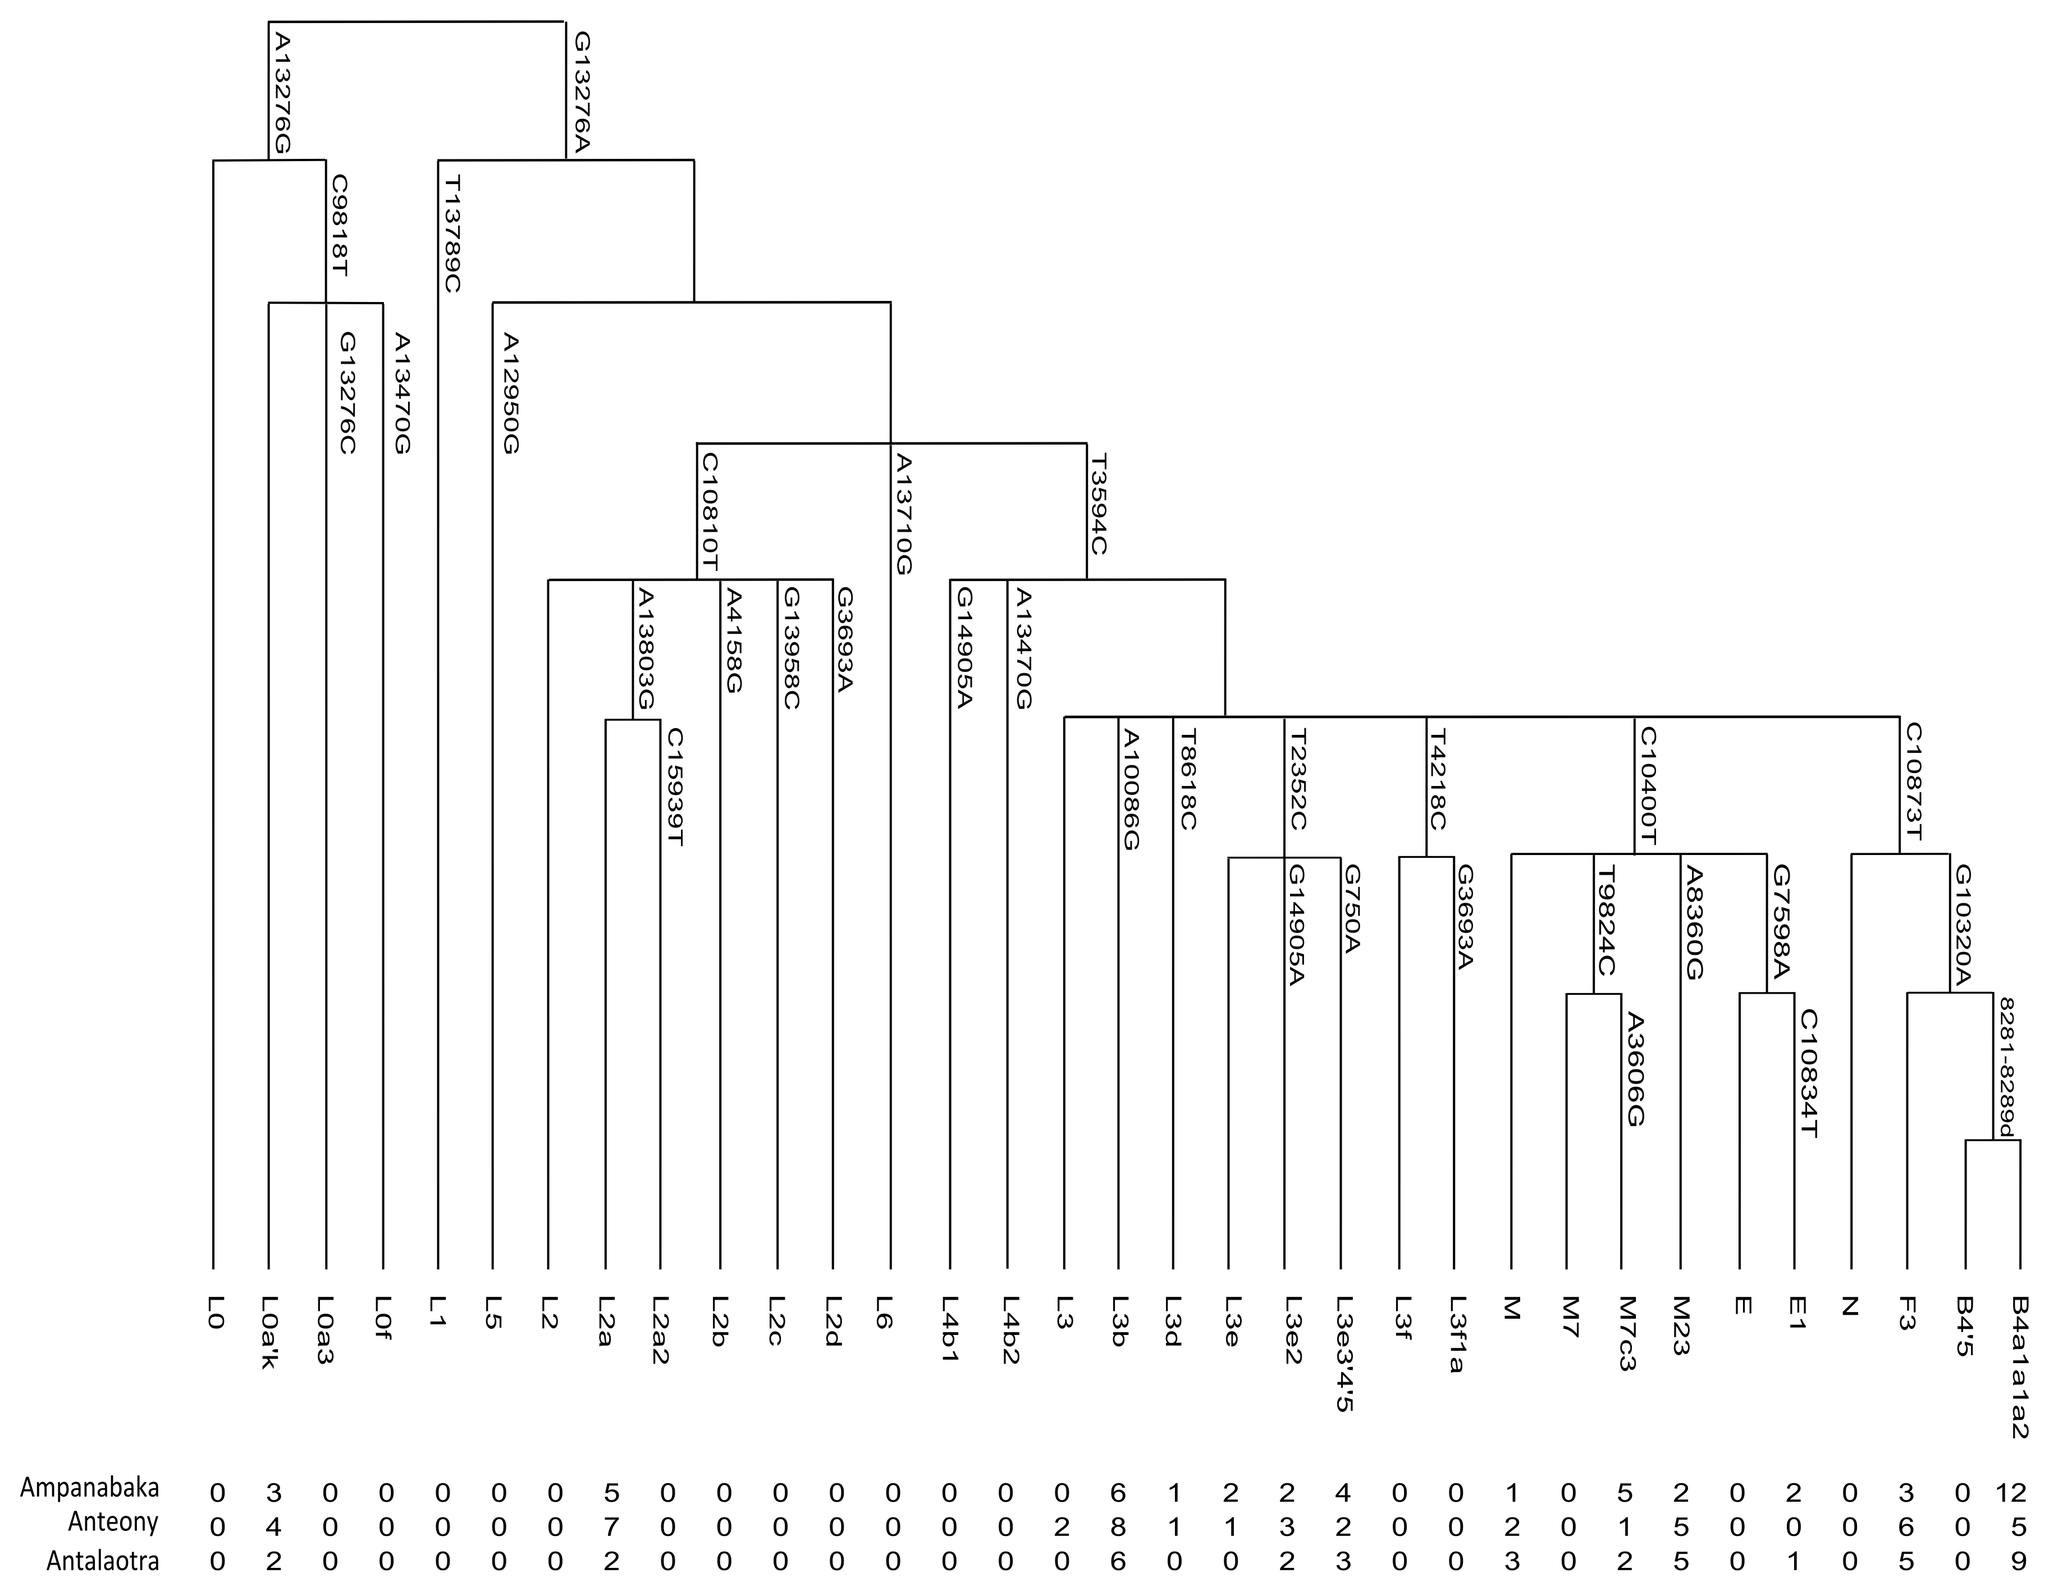 A13276G
G13276A
C9818T
T13789C
G13276C
A13470G
A12950G
C10810T
A13710G
T3594C
A13803G
A4158G
G13958C
G3693A
G14905A
A13470G
C15939T
A10086G
T8618C
T2352C
T4218C
C10400T
C10873T
G14905A
G750A
G3693A
T9824C
A8360G
G7598A
G10320A
A3606G
C10834T
8281-8289d
L0 L0a'k L0a3 L0f L1 L5 L2 L2a L2a2 L2b L2c L2d L6 L4b1 L4b2 L3 L3b L3d L3e L3e2 L3e3'4'5 L3f L3f1a M M7 M7c3 M23 E E1 N F3 B4'5 B4a1a1a2
Ampanabaka 0 3 0 0 0 0 0 5 0 0 0 0 0 0 0 0 6 1 2 2 4 0 0 1 0 5 2 0 2 0 3 0 12
Anteony 0 4 0 0 0 0 0 7 0 0 0 0 0 0 0 2 8 1 1 3 2 0 0 2 0 1 5 0 0 0 6 0 5
Antalaotra 0 2 0 0 0 0 0 2 0 0 0 0 0 0 0 0 6 0 0 2 3 0 0 3 0 2 5 0 1 0 5 0 9